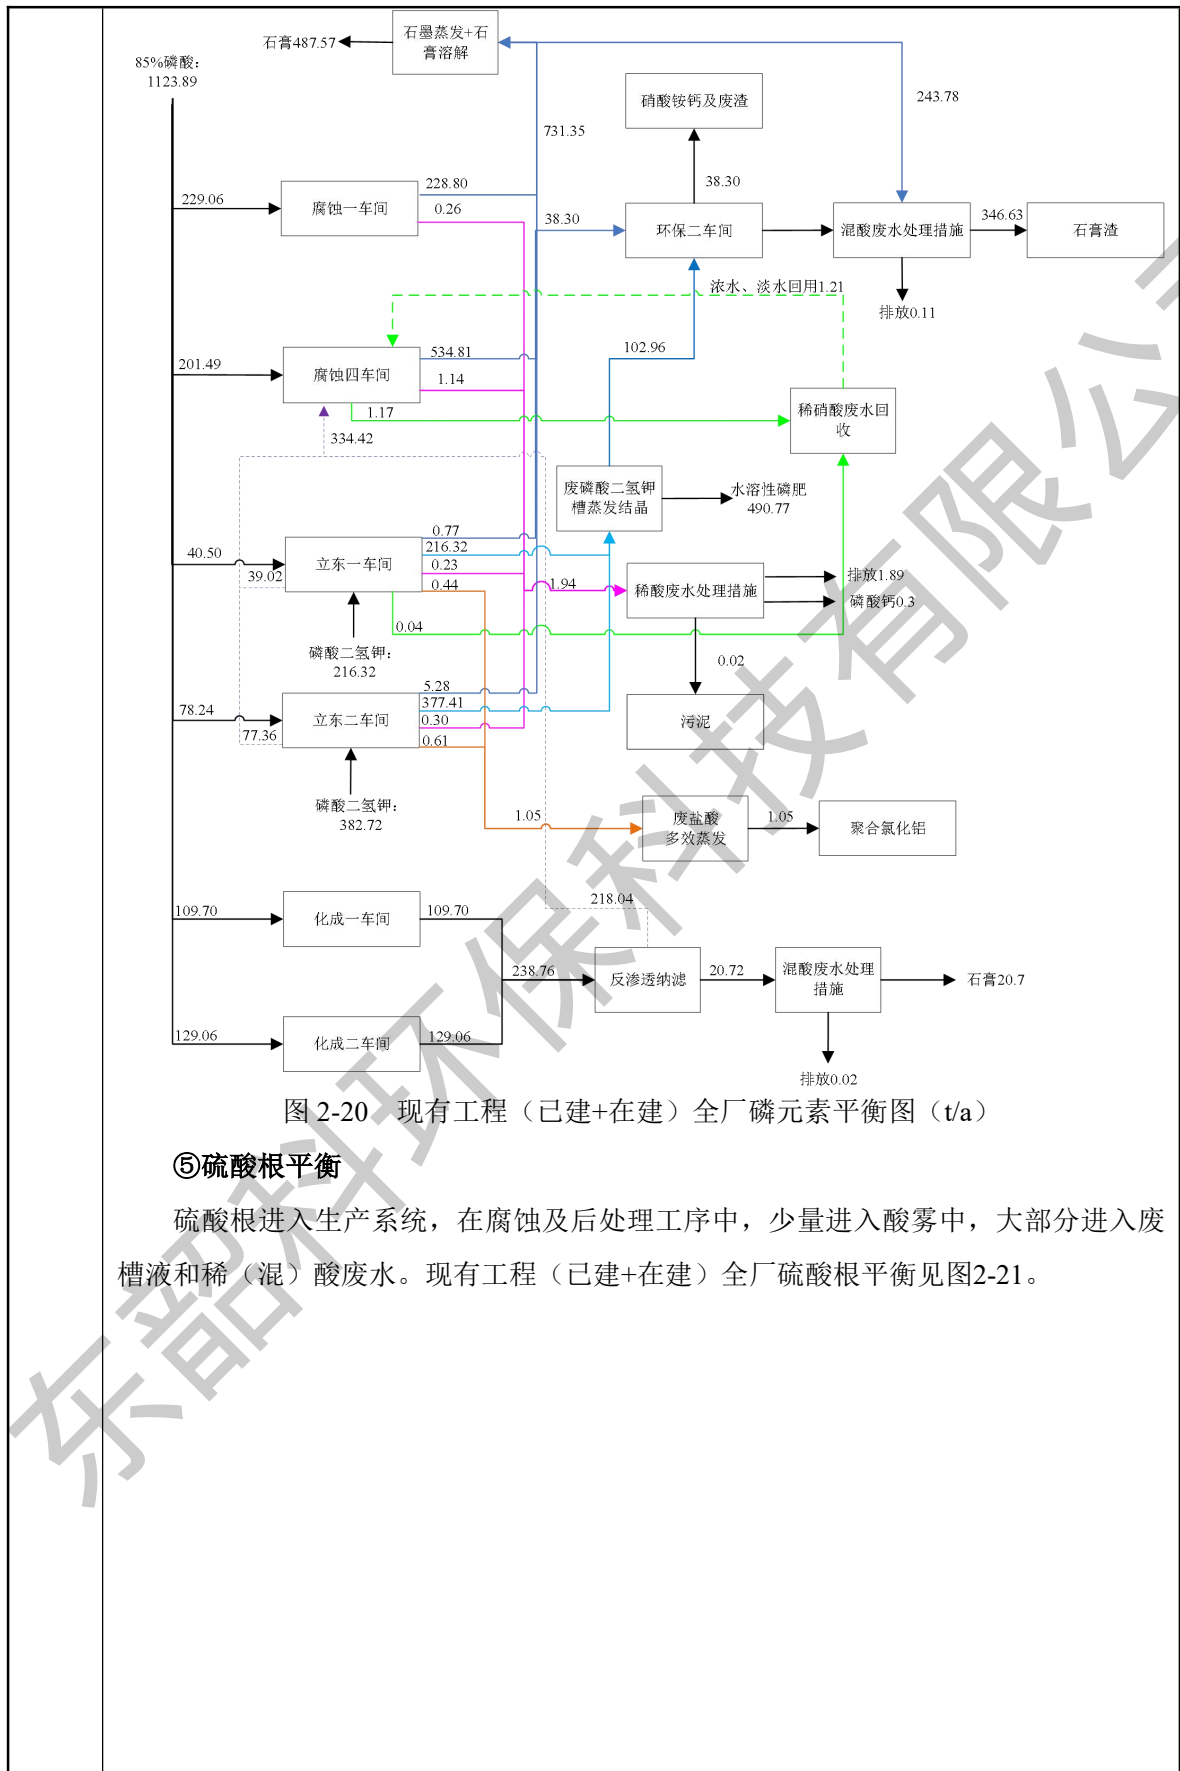 石膏487.57
石墨蒸发+石
膏溶解
85%磷酸：
1123.89
243.78
硝酸铵钙及废渣
731.35
38.30
229.06
腐蚀一车间
228.80
0.26
38.30
环保二车间
混酸废水处理措施
346.63
石膏渣
浓水、淡水回用1.21
排放0.11
201.49
腐蚀四车间
534.81
1.14
1.17
102.96
稀硝酸废水回
收
334.42
废磷酸二氢钾
槽蒸发结晶
水溶性磷肥
490.77
40.50
39.02
立东一车间
0.77
216.32
0.23
0.44
0.04
1.94
稀酸废水处理措施
排放1.89
磷酸钙0.3
磷酸二氢钾：
216.32
0.02
污泥
78.24
77.36
立东二车间
5.28
377.41
0.30
0.61
磷酸二氢钾：
382.72
1.05
废盐酸
多效蒸发
1.05
聚合氯化铝
218.04
109.70
化成一车间
109.70
238.76
反渗透纳滤
20.72
混酸废水处理
措施
石膏20.7
129.06
化成二车间
129.06
排放0.02
图 2-20 现有工程（已建+在建）全厂磷元素平衡图（t/a）
⑤硫酸根平衡
硫酸根进入生产系统，在腐蚀及后处理工序中，少量进入酸雾中，大部分进入废
槽液和稀（混）酸废水。现有工程（已建+在建）全厂硫酸根平衡见图2-21。
东韶科环保科技有限公司